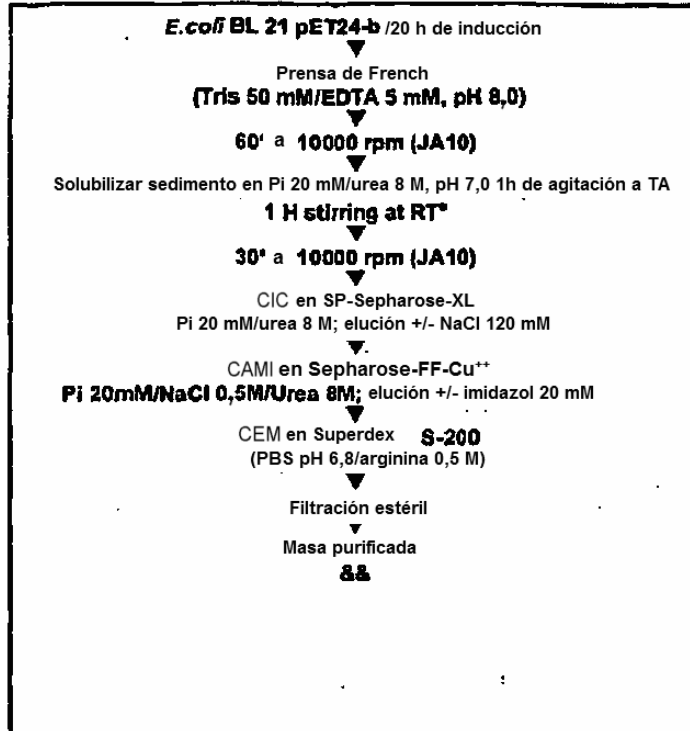 E.coli BL 21 pET24-b /20 h de inducción
Prensa de French
(Tris 50 mM/EDTA 5 mM, pH 8,0)
60' a 10000 rpm (JA10)
Solubilizar sedimento en Pi 20 mM/urea 8 M, pH 7,0 1h de agitación a TA
1 H stirring at RT*
30' a 10000 rpm (JA10)
CIC en SP-Sepharose-XL
Pi 20 mM/urea 8 M; elución +/- NaCl 120 mM
CAMI en Sepharose-FF-Cu⁺⁺
Pi 20mM/NaCl 0,5M/Urea 8M; elución +/- imidazol 20 mM
CEM en Superdex S-200
(PBS pH 6,8/arginina 0,5 M)
Filtración estéril
Masa purificada
&&